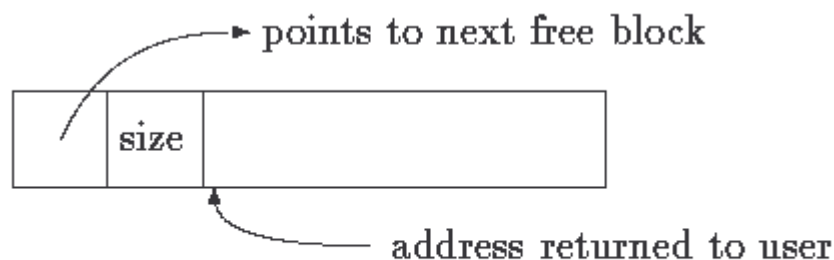 points to next free block
size
address returned to user